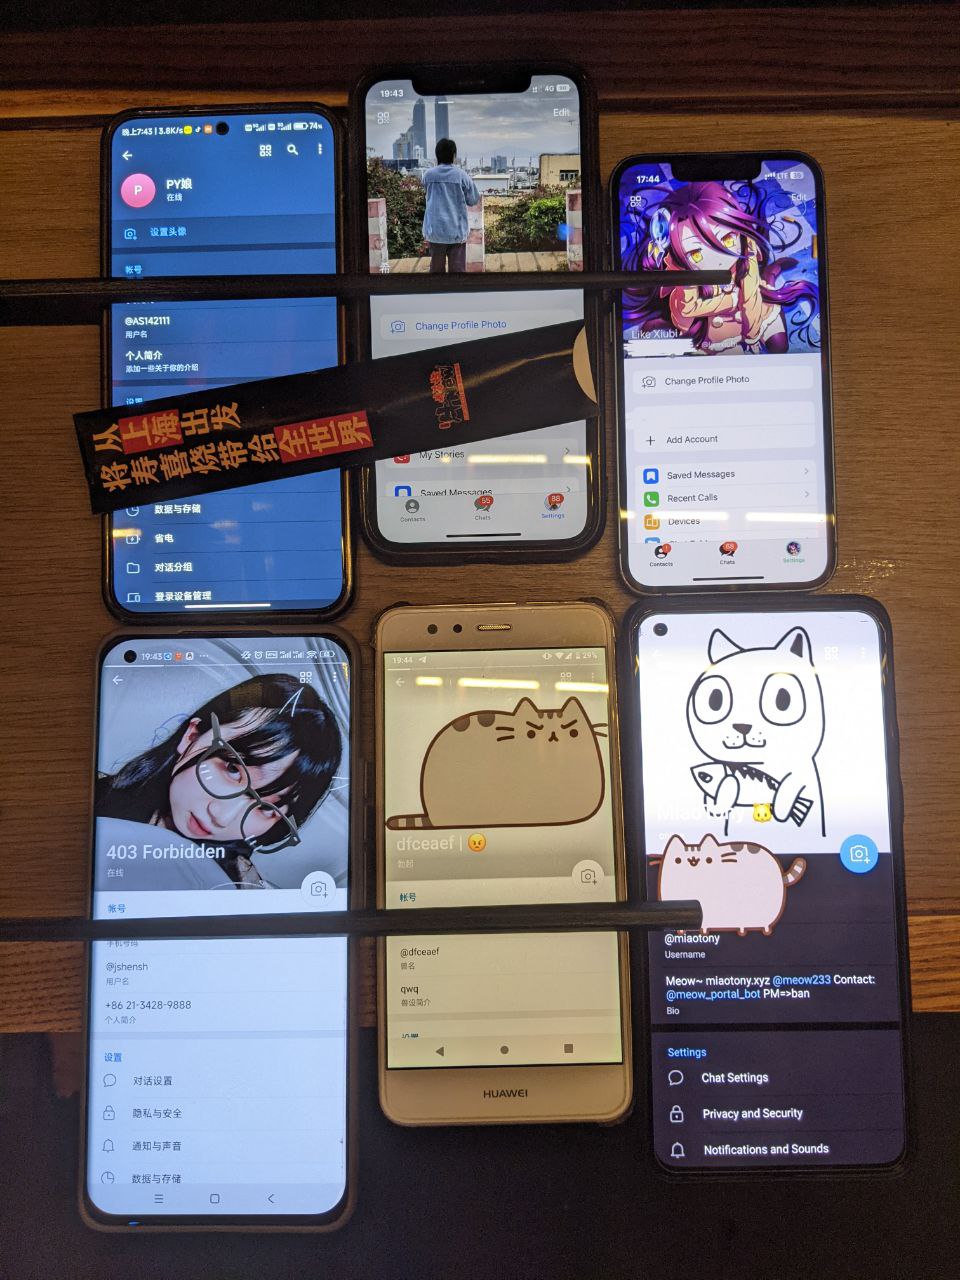 晚上7:43 | 3.8K/s
74%
P
PY娘
在线
设置头像
帐号
@AS142111
用户名
个人简介
添加一些关于你的介绍
设置
数据与存储
省电
对话分组
登录设备管理
19:43
4G
Edit
Change Profile Photo
My Stories
Saved Messages
Contacts
55
Chats
88
Settings
从上海出发
将寿喜烧带给全世界
17:44
LTE
Edit
Like Xiubi
Change Profile Photo
Add Account
Saved Messages
Recent Calls
Devices
Contacts
68
Chats
Settings
19:43
403 Forbidden
在线
帐号
手机号码
@jshensh
用户名
+86 21-3428-9888
个人简介
设置
对话设置
隐私与安全
通知与声音
数据与存储
19:44
29%
dfceaef | 😡
勃起
帐号
@dfceaef
兽名
qwq
兽设简介
HUAWEI
MiaoTony 🐱
@miaotony
Username
Meow~ miaotony.xyz @meow233 Contact:
@meow_portal_bot PM=>ban
Bio
Settings
Chat Settings
Privacy and Security
Notifications and Sounds